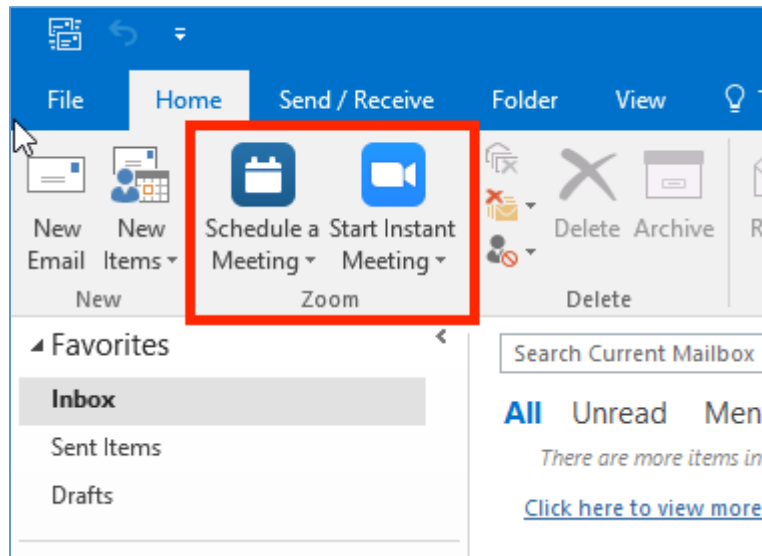 File Home Send / Receive Folder View
New Email
New Items
Schedule a Meeting
Start Instant Meeting
Delete Archive
New Zoom Delete
Favorites
Search Current Mailbox
Inbox
All Unread
Sent Items
There are more items in
Drafts
Click here to view more